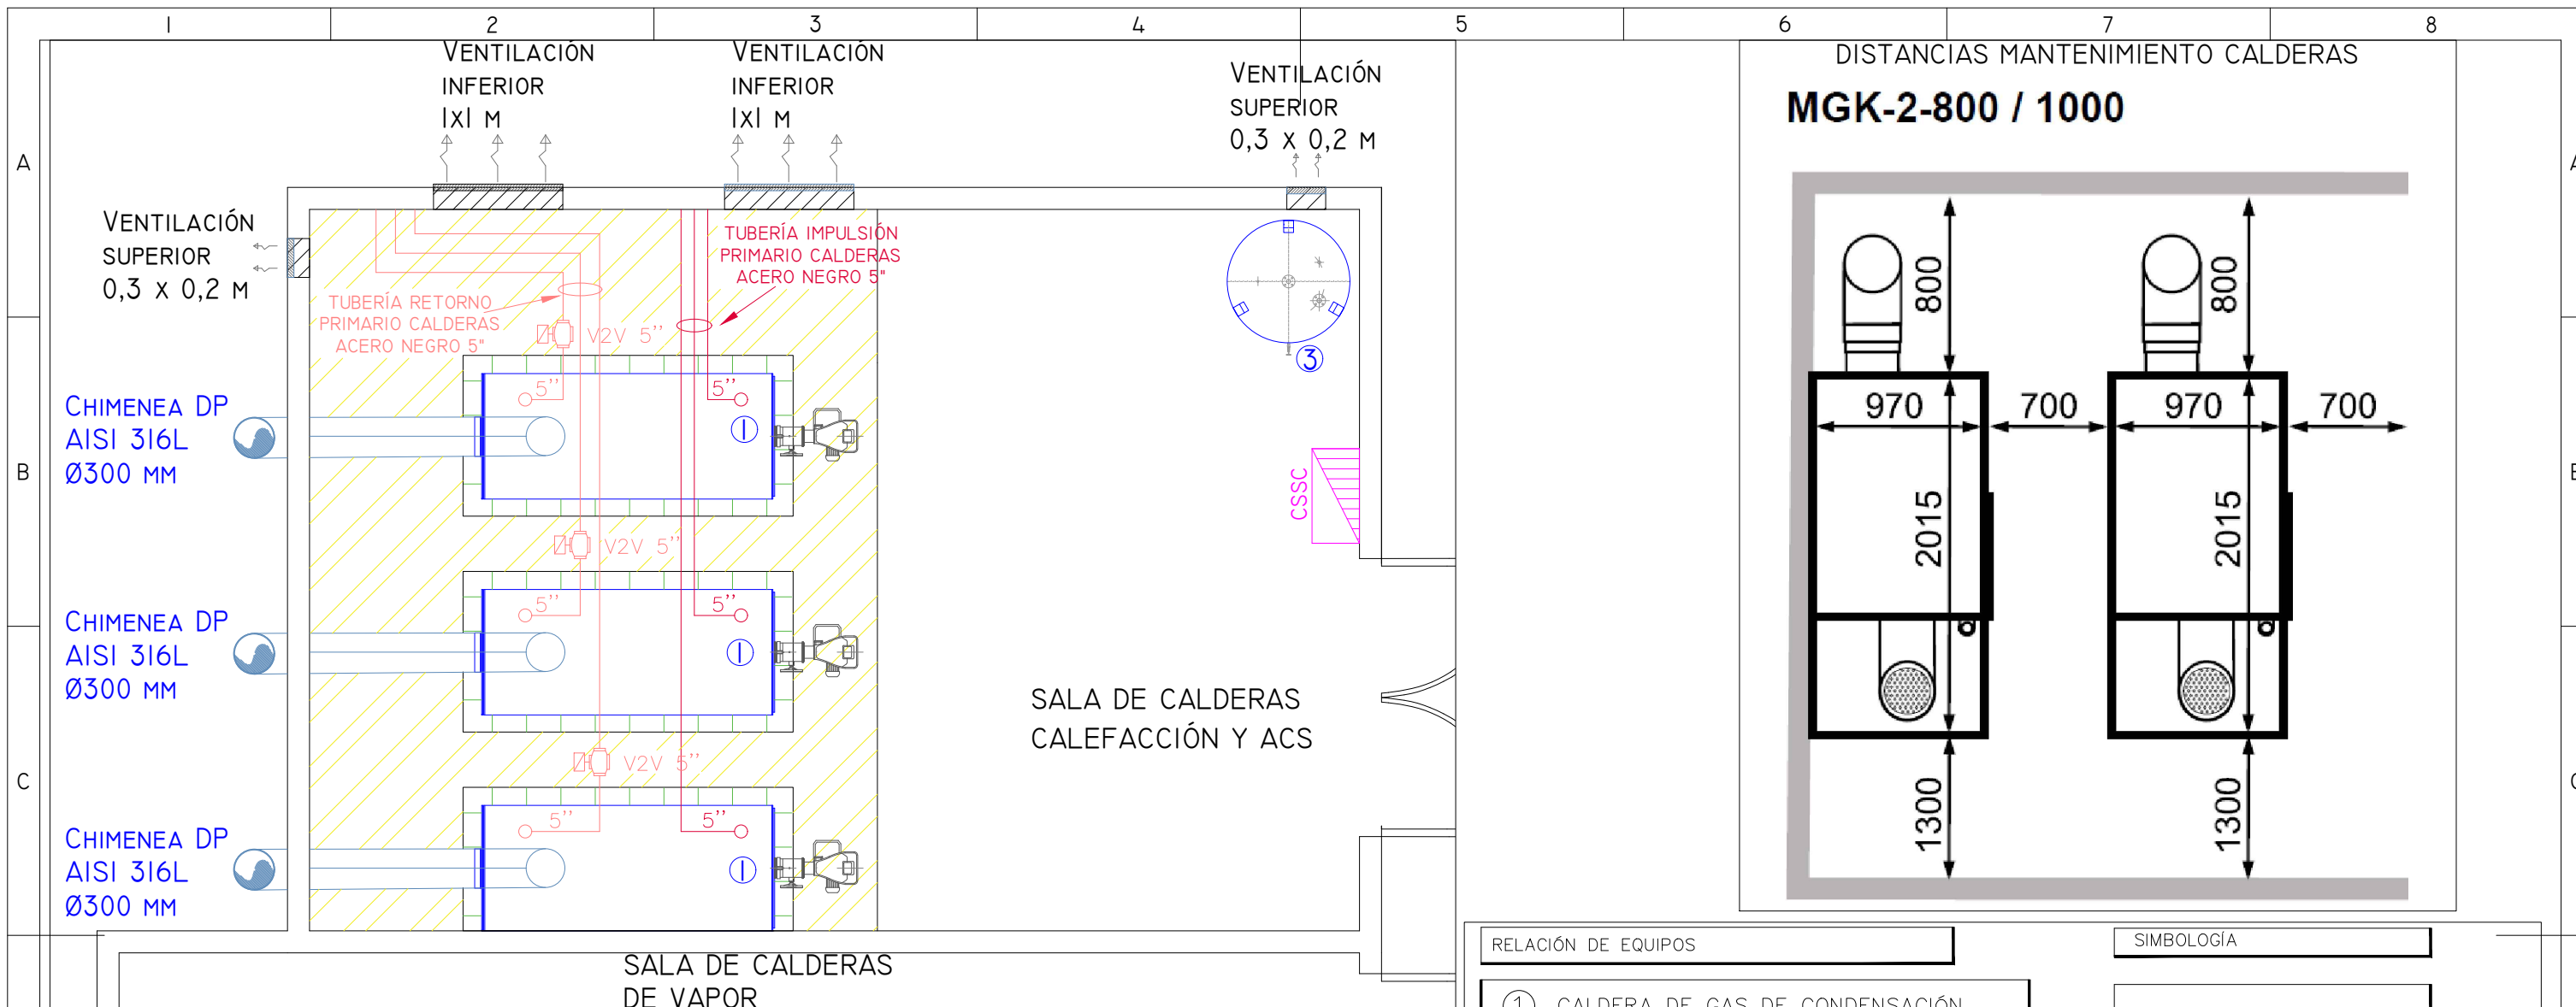 1
2
3
4
5
6
7
8
A
B
C
VENTILACIÓN
INFERIOR
1X1 M
VENTILACIÓN
INFERIOR
1X1 M
VENTILACIÓN
SUPERIOR
0,3 X 0,2 M
VENTILACIÓN
SUPERIOR
0,3 X 0,2 M
TUBERÍA IMPULSIÓN
PRIMARIO CALDERAS
ACERO NEGRO 5"
TUBERÍA RETORNO
PRIMARIO CALDERAS
ACERO NEGRO 5"
V2V 5''
3
CHIMENEA DP
AISI 316L
Ø300 MM
5''
5''
1
CSSC
V2V 5''
CHIMENEA DP
AISI 316L
Ø300 MM
5''
5''
1
SALA DE CALDERAS
CALEFACCIÓN Y ACS
V2V 5''
CHIMENEA DP
AISI 316L
Ø300 MM
5''
5''
1
SALA DE CALDERAS
DE VAPOR
DISTANCIAS MANTENIMIENTO CALDERAS
MGK-2-800 / 1000
800
800
970
700
970
700
2015
2015
1300
1300
RELACIÓN DE EQUIPOS
SIMBOLOGÍA
1 CALDERA DE GAS DE CONDENSACIÓN